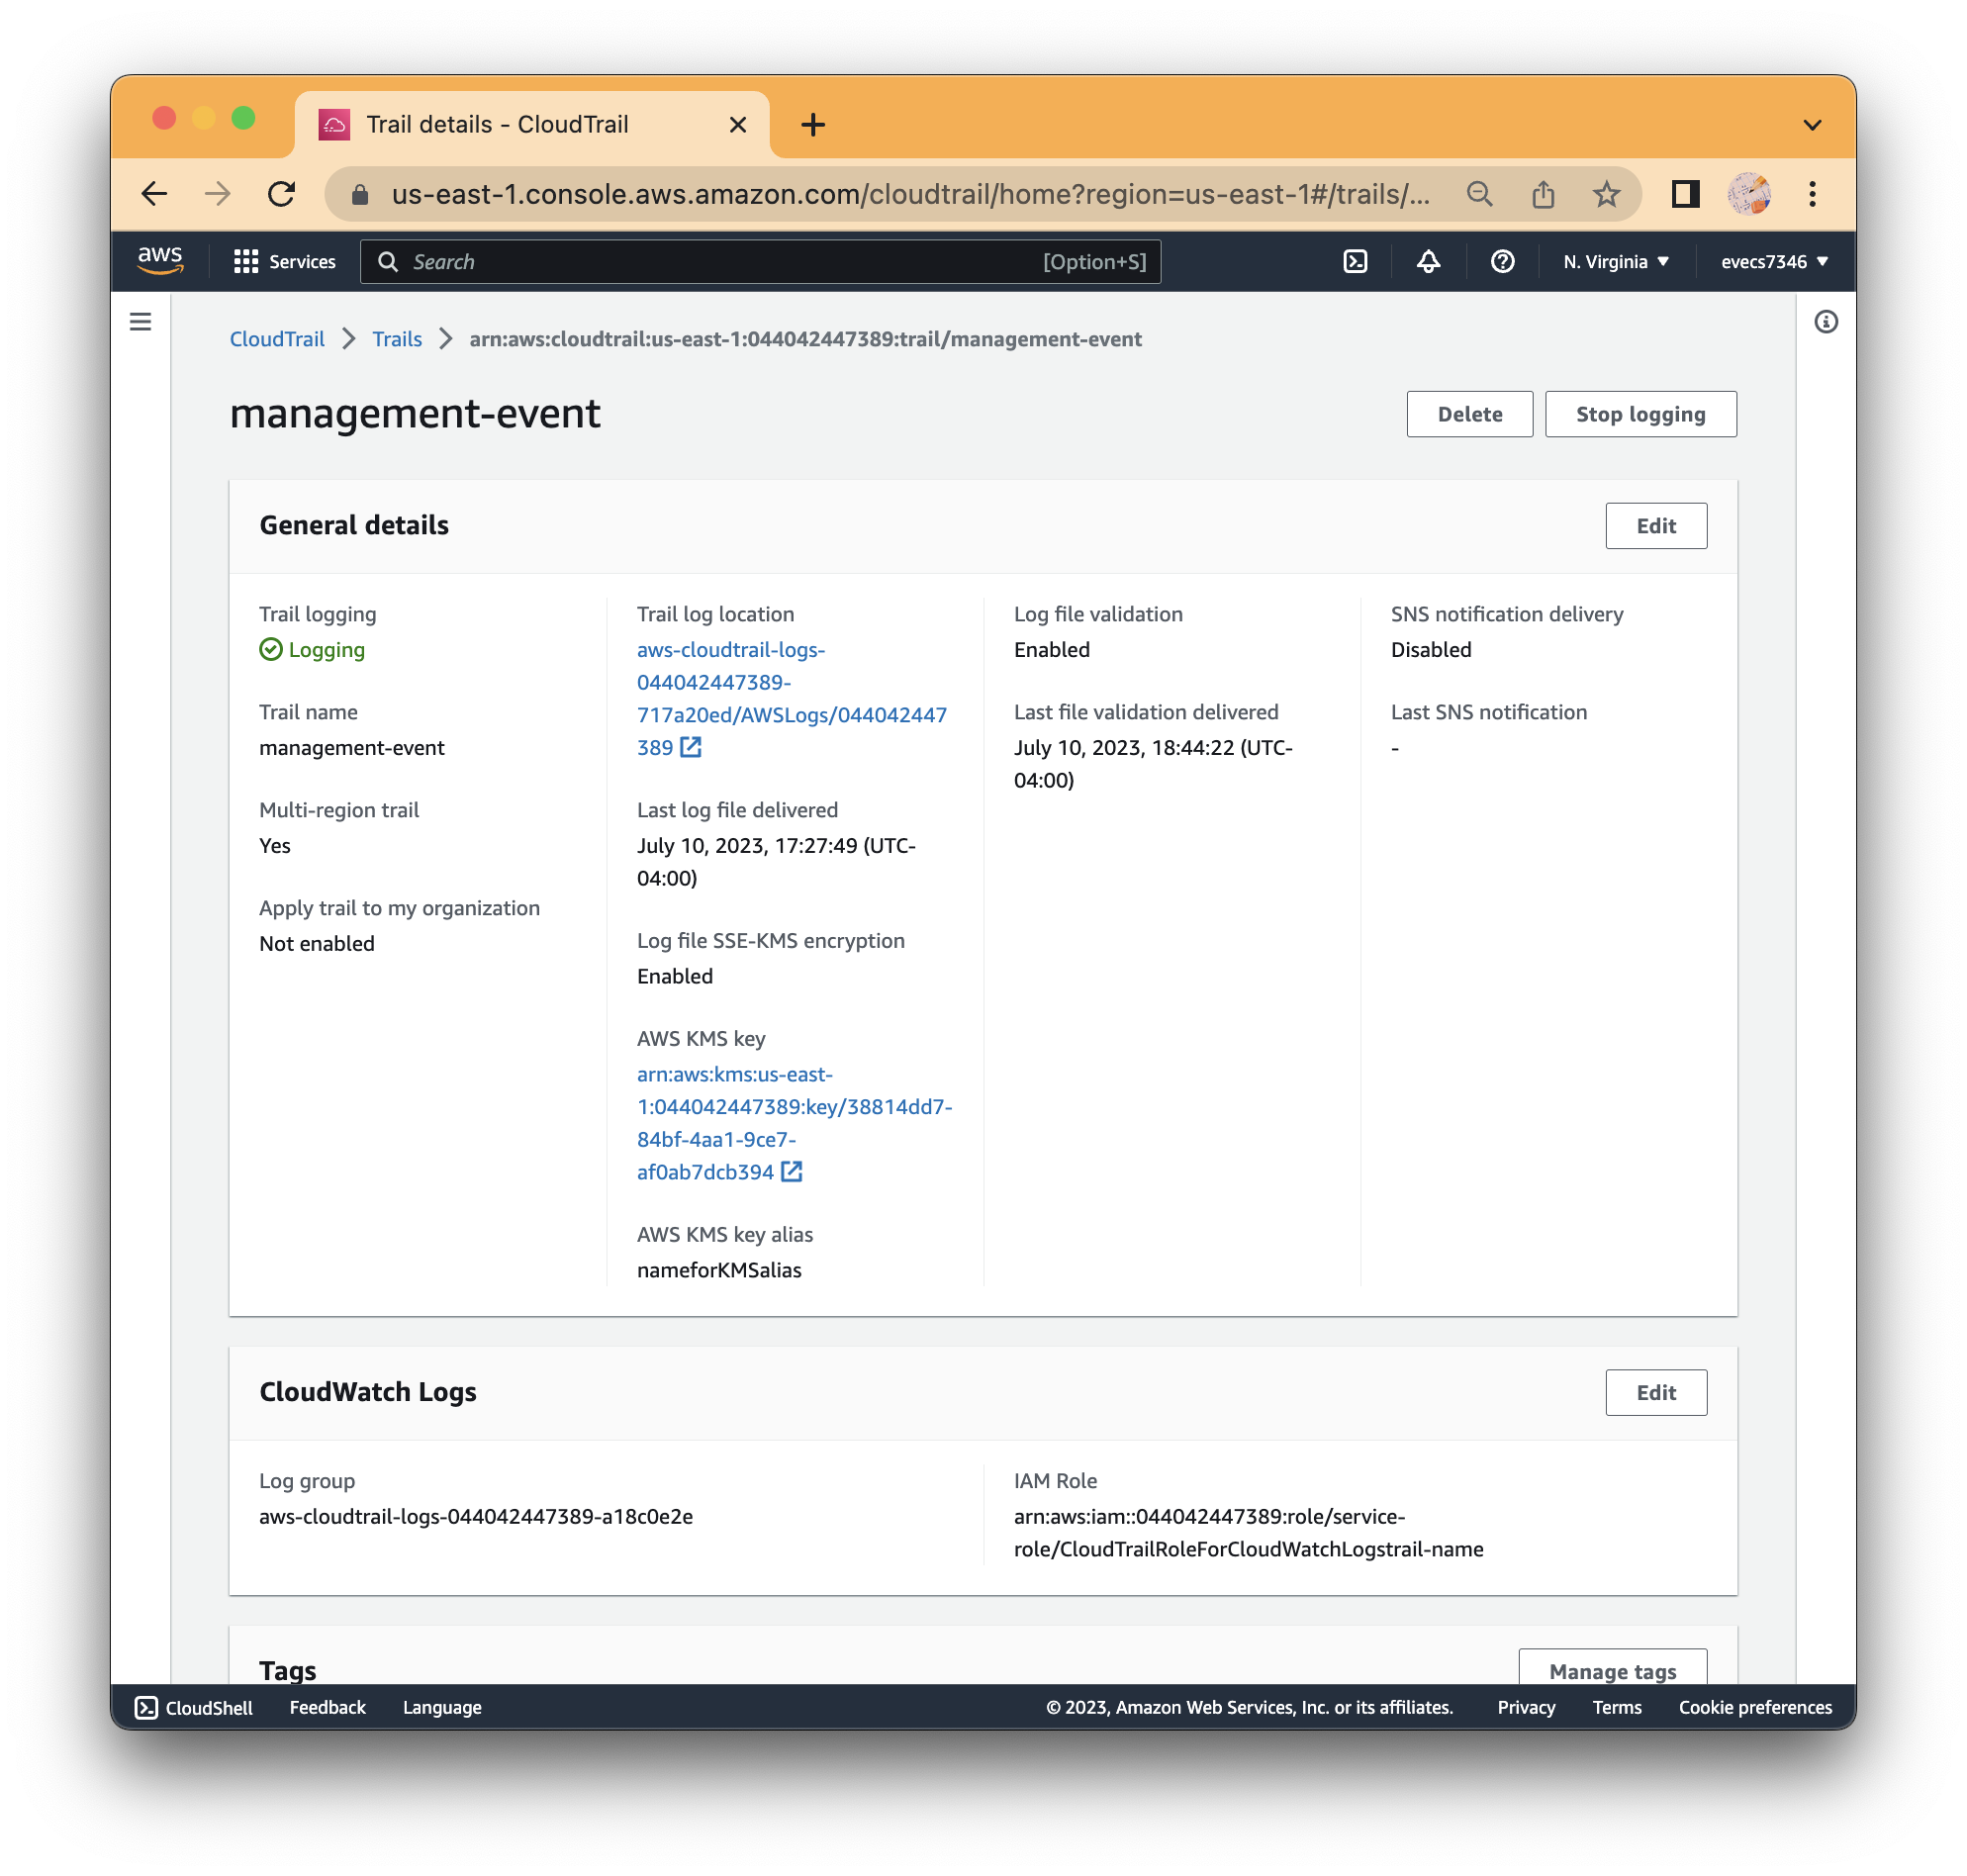 Trail details - CloudTrail
us-east-1.console.aws.amazon.com/cloudtrail/home?region=us-east-1#/trails/...
aws
Services
Search
[Option+S]
N. Virginia
evecs7346
CloudTrail
Trails
arn:aws:cloudtrail:us-east-1:044042447389:trail/management-event
management-event
Delete
Stop logging
General details
Edit
Trail logging
Logging
Trail name
management-event
Multi-region trail
Yes
Apply trail to my organization
Not enabled
Trail log location
aws-cloudtrail-logs-
044042447389-
717a20ed/AWSLogs/044042447
389
Last log file delivered
July 10, 2023, 17:27:49 (UTC-
04:00)
Log file SSE-KMS encryption
Enabled
AWS KMS key
arn:aws:kms:us-east-
1:044042447389:key/38814dd7-
84bf-4aa1-9ce7-
af0ab7dcb394
AWS KMS key alias
nameforKMSalias
Log file validation
Enabled
Last file validation delivered
July 10, 2023, 18:44:22 (UTC-
04:00)
SNS notification delivery
Disabled
Last SNS notification
-
CloudWatch Logs
Edit
Log group
aws-cloudtrail-logs-044042447389-a18c0e2e
IAM Role
arn:aws:iam::044042447389:role/service-
role/CloudTrailRoleForCloudWatchLogstrail-name
Tags
Manage tags
CloudShell
Feedback
Language
© 2023, Amazon Web Services, Inc. or its affiliates.
Privacy
Terms
Cookie preferences